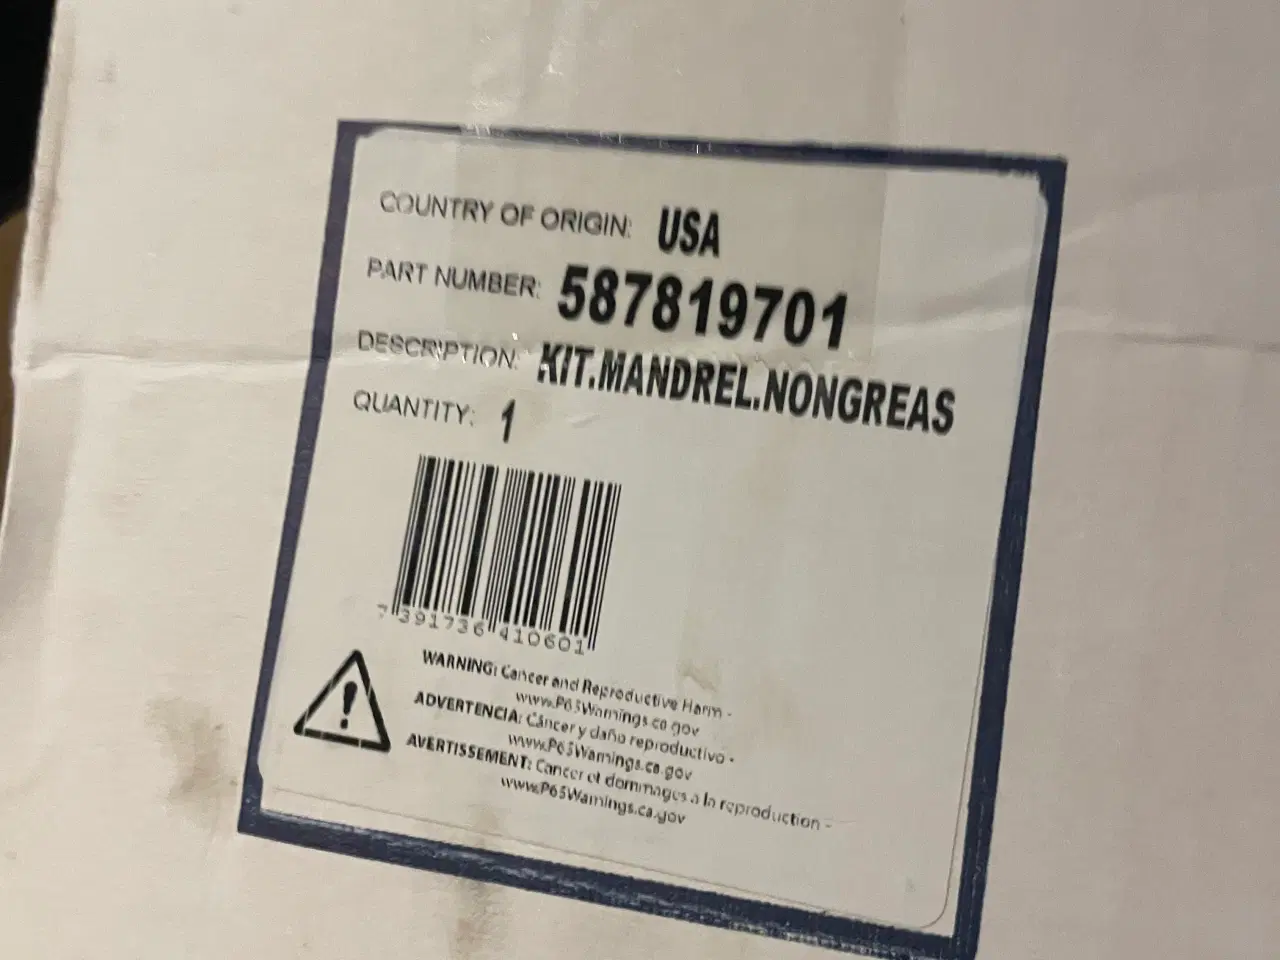 COUNTRY OF ORIGIN: USA
PART NUMBER: 587819701
DESCRIPTION: KIT.MANDREL.NONGREAS
QUANTITY: 1
7 391736 410601
WARNING: Cancer and Reproductive Harm -
www.P65Warnings.ca.gov
ADVERTENCIA: Cáncer y daño reproductivo -
www.P65Warnings.ca.gov
AVERTISSEMENT: Cancer et dommages à la reproduction -
www.P65Warnings.ca.gov